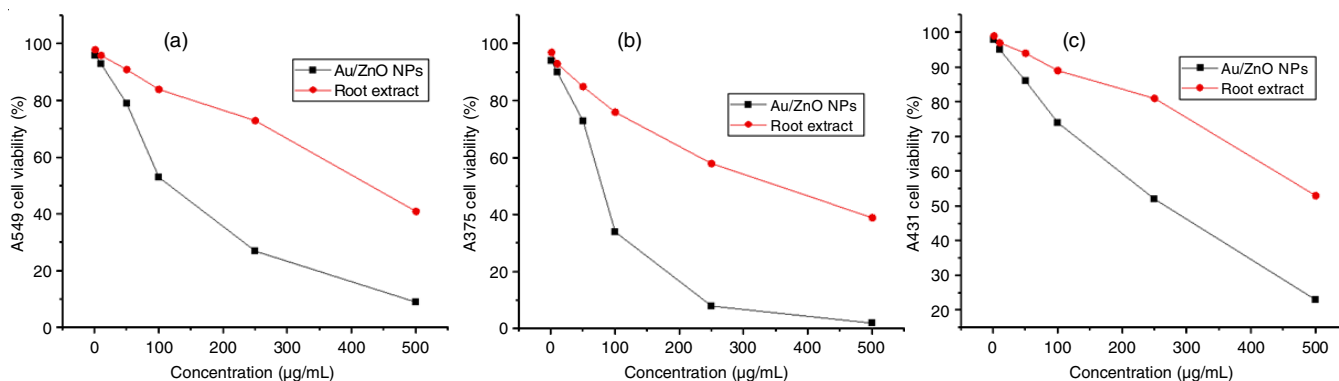 (a)
Au/ZnO NPs
Root extract
A549 cell viability (%)
100
80
60
40
20
0
0 100 200 300 400 500
Concentration (µg/mL)
(b)
Au/ZnO NPs
Root extract
A375 cell viability (%)
100
80
60
40
20
0
0 100 200 300 400 500
Concentration (µg/mL)
(c)
Au/ZnO NPs
Root extract
A431 cell viability (%)
100
90
80
70
60
50
40
30
20
0 100 200 300 400 500
Concentration (µg/mL)